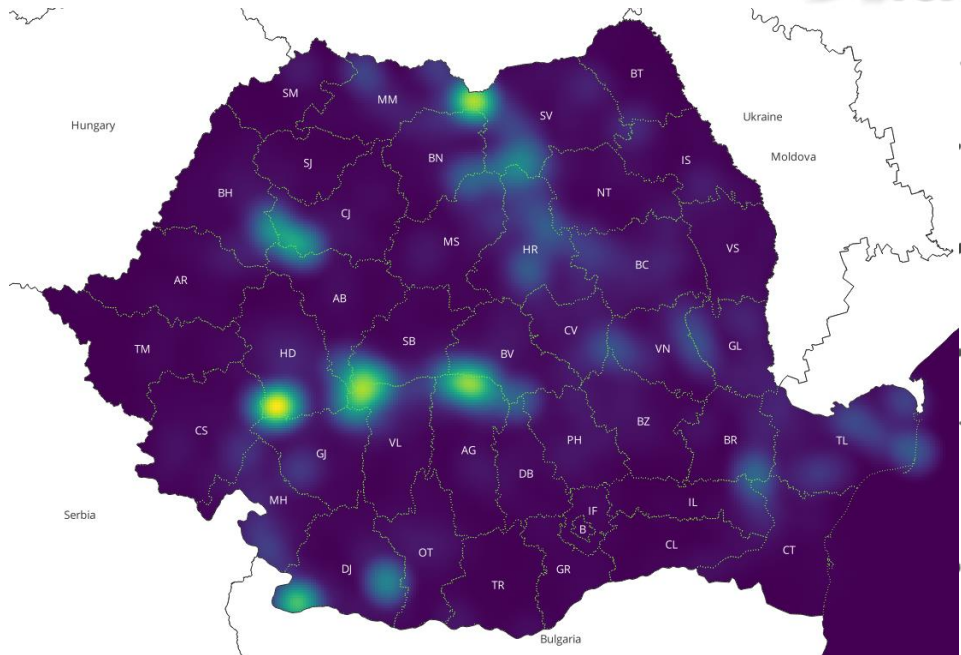 BT
SM
MM
SV
Hungary
Ukraine
Moldova
SJ
BN
IS
BH
CJ
NT
MS
HR
VS
BC
AR
AB
CV
SB
TM
HD
BV
VN
GL
CS
BZ
BR
TL
GJ
VL
AG
PH
DB
MH
IF
IL
Serbia
B
OT
CL
CT
DJ
TR
GR
Bulgaria